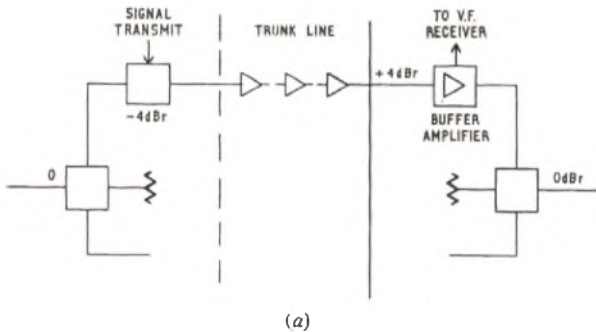 SIGNAL
TRANSMIT
TRUNK LINE
TO V.F.
RECEIVER
+4dBr
-4dBr
BUFFER
AMPLIFIER
0
0dBr
(a)